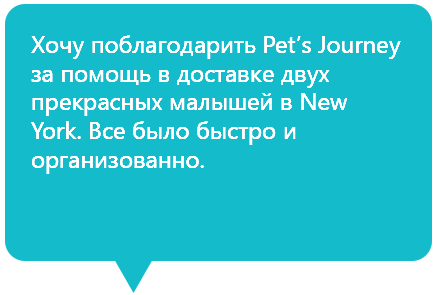 Хочу поблагодарить Pet’s Journey
за помощь в доставке двух
прекрасных малышей в New
York. Все было быстро и
организованно.